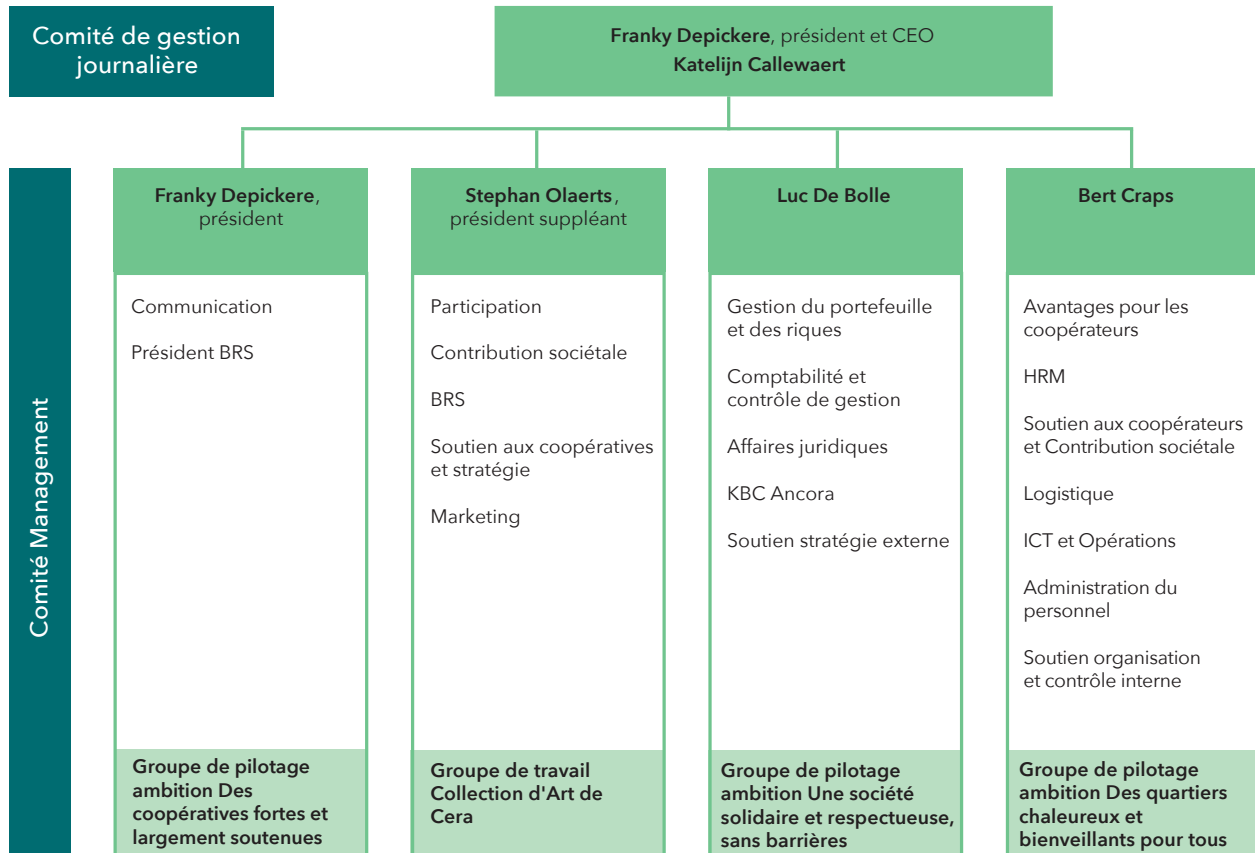 Comité de gestion
journalière
Franky Depickere, président et CEO
Katelijn Callewaert
Comité Management
Franky Depickere,
président
Communication
Président BRS
Groupe de pilotage
ambition Des
coopératives fortes et
largement soutenues
Stephan Olaerts,
président suppléant
Participation
Contribution sociétale
BRS
Soutien aux coopératives
et stratégie
Marketing
Groupe de travail
Collection d'Art de
Cera
Luc De Bolle
Gestion du portefeuille
et des riques
Comptabilité et
contrôle de gestion
Affaires juridiques
KBC Ancora
Soutien stratégie externe
Groupe de pilotage
ambition Une société
solidaire et respectueuse,
sans barrières
Bert Craps
Avantages pour les
coopérateurs
HRM
Soutien aux coopérateurs
et Contribution sociétale
Logistique
ICT et Opérations
Administration du
personnel
Soutien organisation
et contrôle interne
Groupe de pilotage
ambition Des quartiers
chaleureux et
bienveillants pour tous